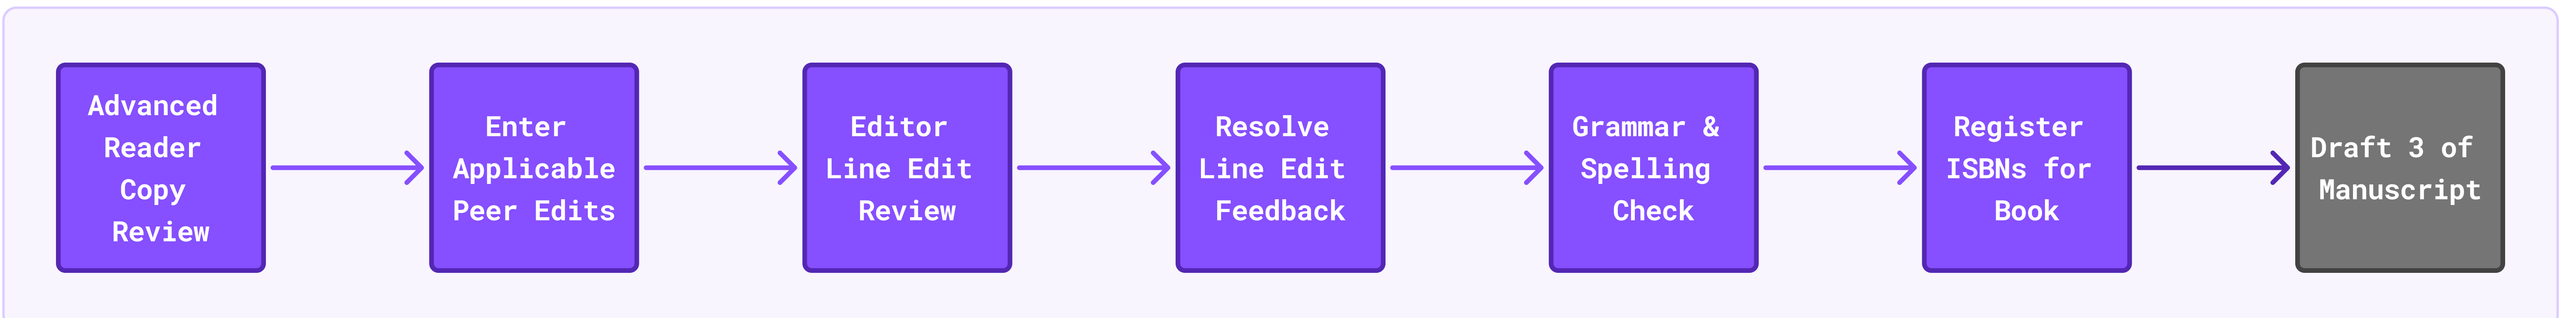 Advanced
Reader
Copy
Review
Enter
Applicable
Peer Edits
Editor
Line Edit
Review
Resolve
Line Edit
Feedback
Grammar &
Spelling
Check
Register
ISBNs for
Book
Draft 3 of
Manuscript